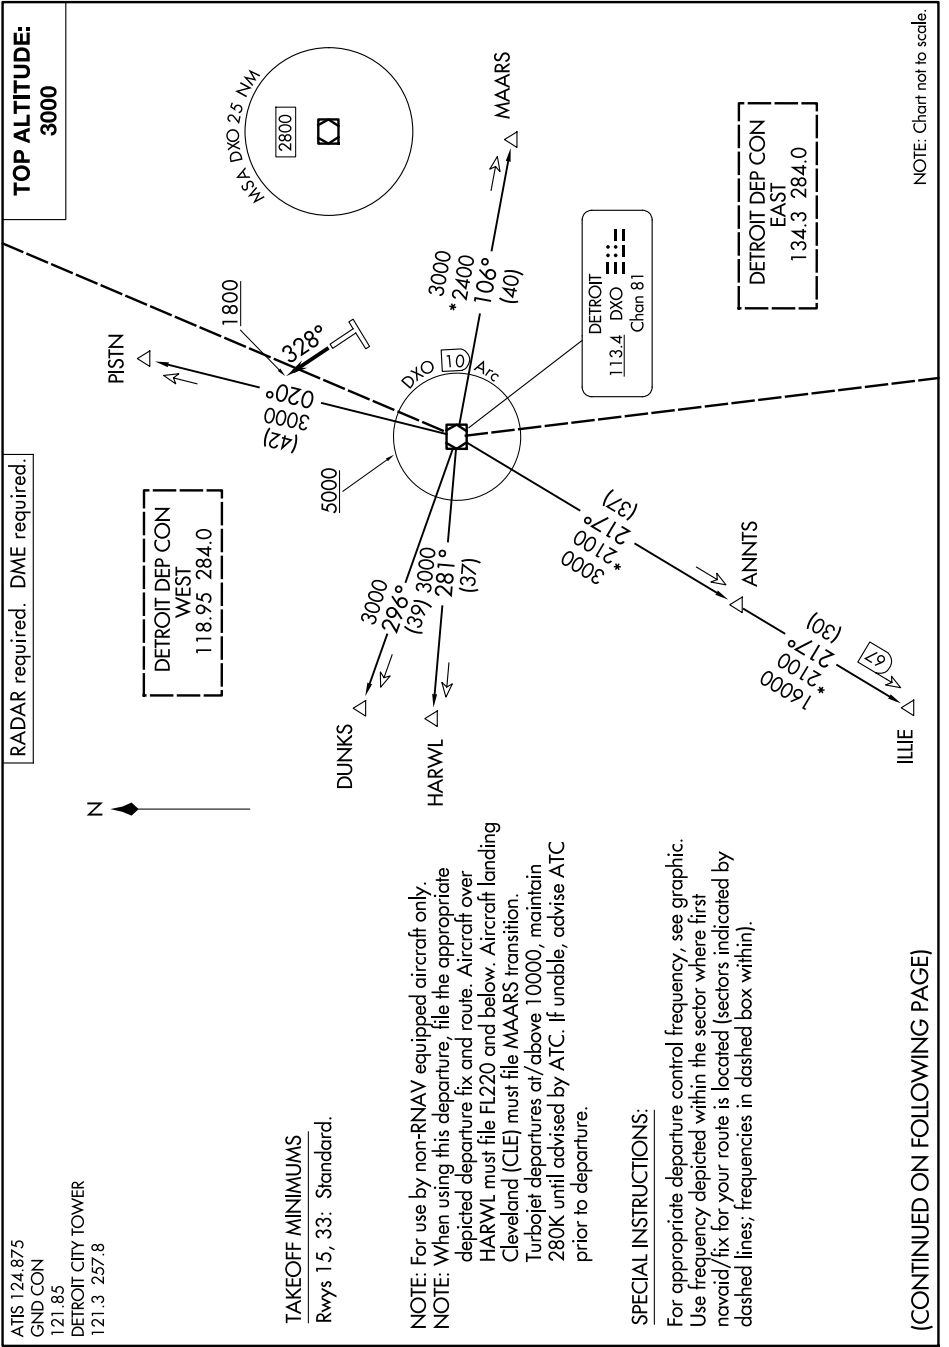 ATIS 124.875
GND CON
121.85
DETROIT CITY TOWER
121.3 257.8
RADAR required. DME required.
TOP ALTITUDE:
3000
TAKEOFF MINIMUMS
Rwys 15, 33: Standard.
NOTE: For use by non-RNAV equipped aircraft only.
NOTE: When using this departure, file the appropriate
depicted departure fix and route. Aircraft over
HARWL must file FL220 and below. Aircraft landing
Cleveland (CLE) must file MAARS transition.
Turbojet departures at/above 10000, maintain
280K until advised by ATC. If unable, advise ATC
prior to departure.
SPECIAL INSTRUCTIONS:
For appropriate departure control frequency, see graphic.
Use frequency depicted within the sector where first
navaid/fix for your route is located (sectors indicated by
dashed lines; frequencies in dashed box within).
(CONTINUED ON FOLLOWING PAGE)
N
DETROIT DEP CON
WEST
118.95 284.0
PISTN
020°
3000
(42)
1800
328°
MSA DXO 25 NM
2800
DUNKS
3000
296°
(39)
HARWL
3000
281°
(37)
5000
DXO 10 Arc
3000
*2400
106°
(40)
MAARS
DETROIT
113.4 DXO
Chan 81
217°
*2100
3000
(37)
ANNTS
217°
*2100
16000
(30)
67
ILLIE
DETROIT DEP CON
EAST
134.3 284.0
NOTE: Chart not to scale.